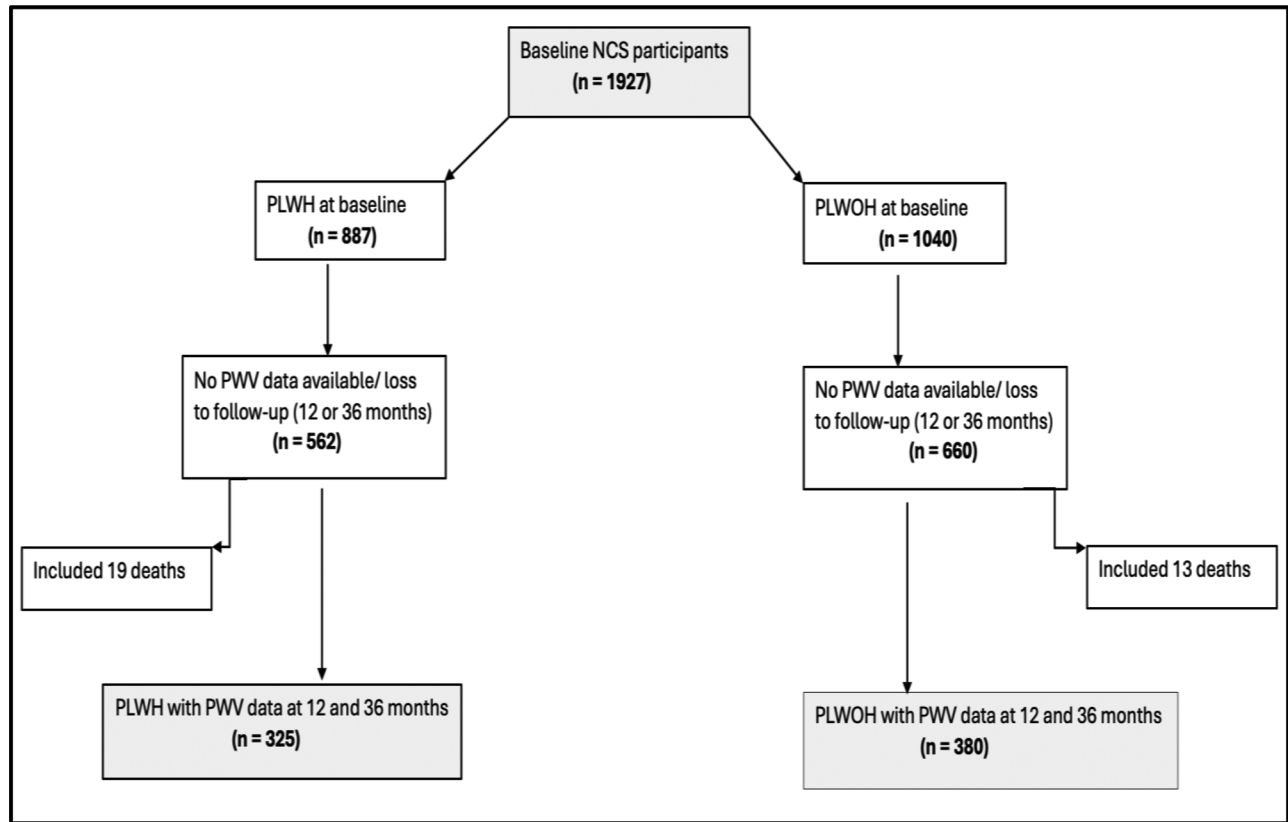 Baseline NCS participants
(n = 1927)
PLWH at baseline
(n = 887)
PLWOH at baseline
(n = 1040)
No PWV data available/ loss
to follow-up (12 or 36 months)
(n = 562)
No PWV data available/ loss
to follow-up (12 or 36 months)
(n = 660)
Included 19 deaths
Included 13 deaths
PLWH with PWV data at 12 and 36 months
(n = 325)
PLWOH with PWV data at 12 and 36 months
(n = 380)